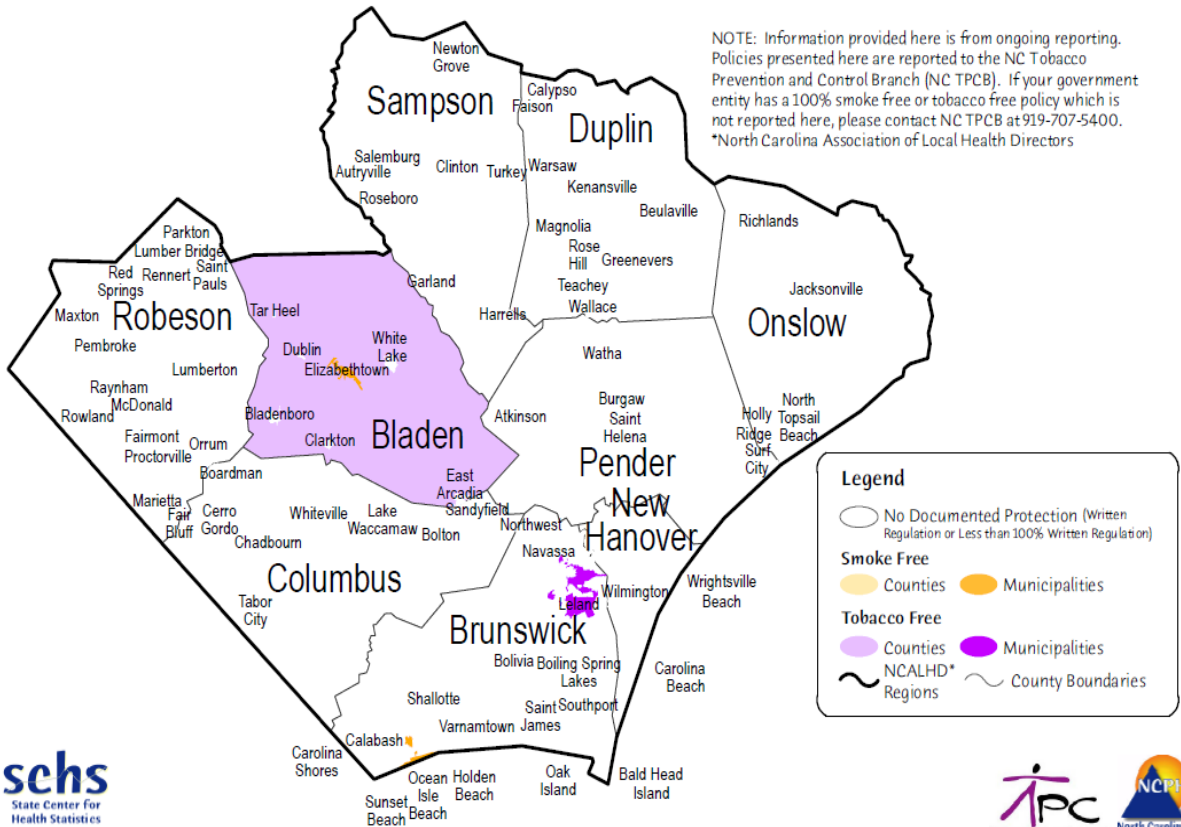 NOTE: Information provided here is from ongoing reporting.
Policies presented here are reported to the NC Tobacco
Prevention and Control Branch (NC TPCB). If your government
entity has a 100% smoke free or tobacco free policy which is
not reported here, please contact NC TPCB at 919-707-5400.
*North Carolina Association of Local Health Directors
Newton
Grove
Sampson
Calypso
Faison
Duplin
Salemburg
Autryville
Clinton
Turkey
Warsaw
Roseboro
Kenansville
Beulaville
Richlands
Magnolia
Rose
Hill
Greenevers
Teachey
Wallace
Harrells
Garland
Jacksonville
Onslow
Parkton
Lumber Bridge
Red
Springs
Rennert
Saint
Pauls
Maxton
Robeson
Pembroke
Lumberton
Raynham
McDonald
Rowland
Fairmont
Proctorville
Orrum
Marietta
Tar Heel
Dublin
White
Lake
Elizabethtown
Bladenboro
Clarkton
Bladen
East
Arcadia
Watha
Atkinson
Burgaw
Saint
Helena
Pender
Holly
Ridge
Surf
City
North
Topsail
Beach
New
Hanover
Boardman
Fair
Bluff
Cerro
Gordo
Chadbourn
Whiteville
Lake
Waccamaw
Bolton
Sandyfield
Columbus
Tabor
City
Northwest
Navassa
Leland
Wilmington
Wrightsville
Beach
Brunswick
Bolivia
Boiling Spring
Lakes
Carolina
Beach
Shallotte
Varnamtown
Saint
James
Southport
Calabash
Carolina
Shores
Sunset
Beach
Ocean
Isle
Beach
Holden
Beach
Oak
Island
Bald Head
Island
Legend
No Documented Protection (Written
Regulation or Less than 100% Written Regulation)
Smoke Free
Counties
Municipalities
Tobacco Free
Counties
Municipalities
NCALHD*
Regions
County Boundaries
schs
State Center for
Health Statistics
TPC
North Carolina